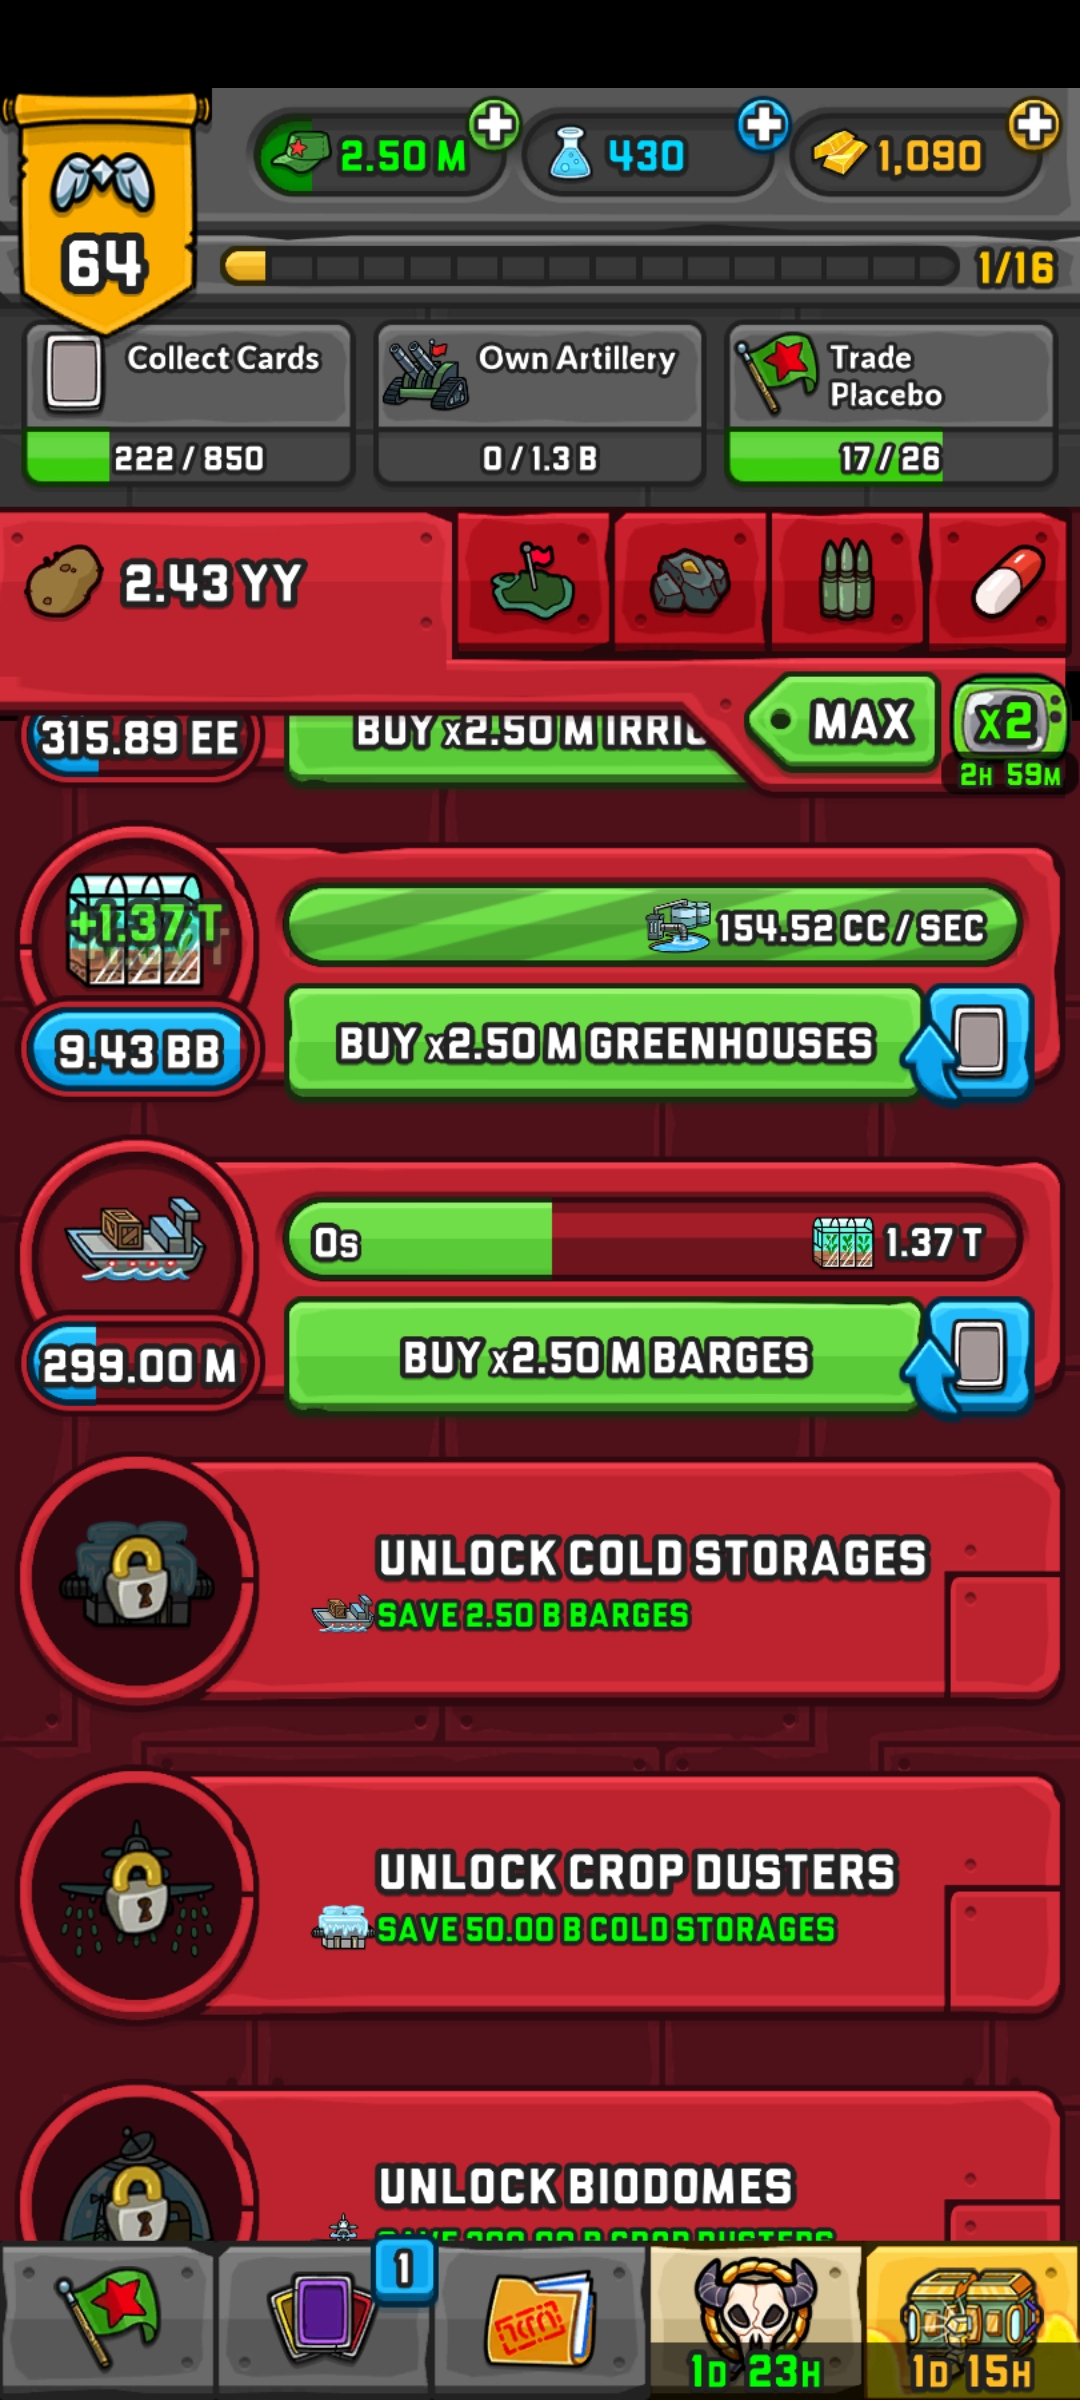 2.50 M
430
1,090
64
1/16
Collect Cards
222 / 850
Own Artillery
0 / 1.3 B
Trade
Placebo
17 / 26
2.43 YY
MAX
X2
2H 59M
315.89 EE
BUY x2.50 M
+1.37 T
154.52 CC / SEC
9.43 BB
BUY x2.50 M GREENHOUSES
0s
1.37 T
299.00 M
BUY x2.50 M BARGES
UNLOCK COLD STORAGES
SAVE 2.50 B BARGES
UNLOCK CROP DUSTERS
SAVE 50.00 B COLD STORAGES
UNLOCK BIODOMES
1
1D 23H
1D 15H